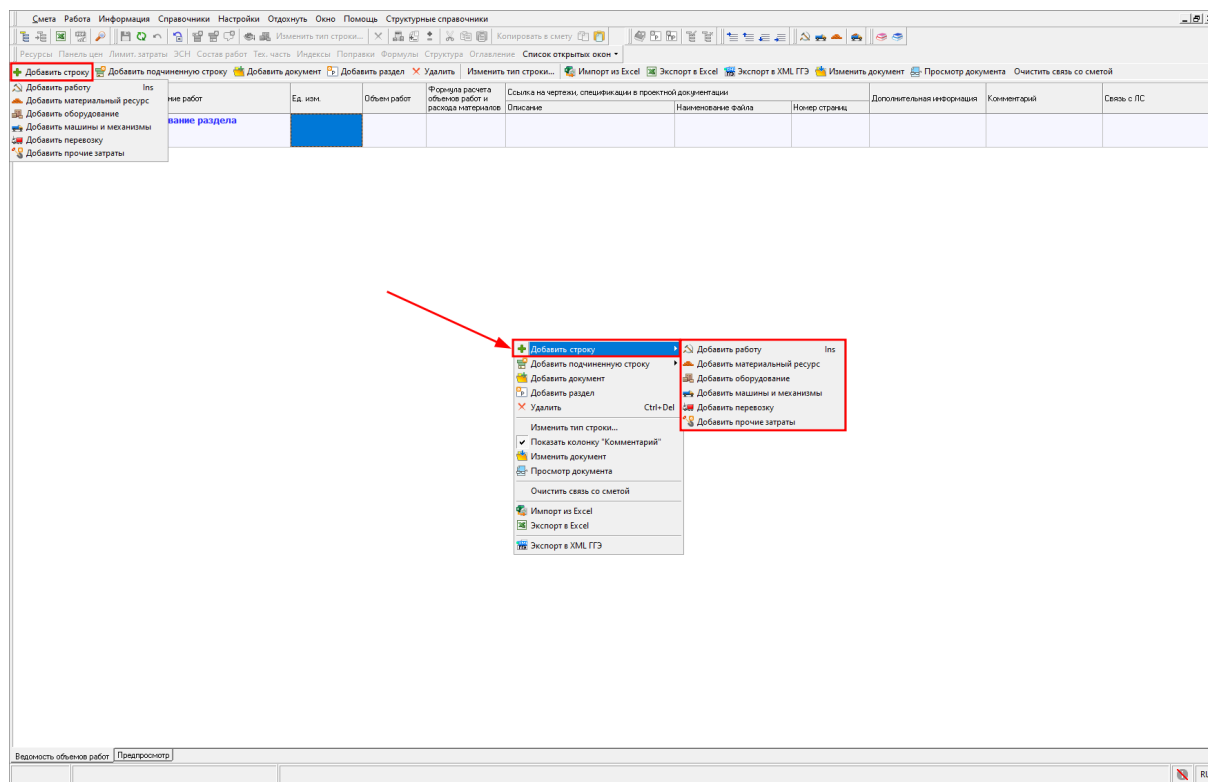 Смета Работа Информация Справочники Настройки Отдохнуть Окно Помощь Структурные справочники
Изменить тип строки... Копировать в смету
Ресурсы Панель цен Лимит. затраты ЭСН Состав работ Тех. часть Индексы Поправки Формулы Структура Оглавление Список открытых окон
Добавить строку Добавить подчиненную строку Добавить документ Добавить раздел Удалить Изменить тип строки... Импорт из Excel Экспорт в Excel Экспорт в XML ГГЭ Изменить документ Просмотр документа Очистить связь со сметой
Добавить работу Ins
Добавить материальный ресурс
Добавить оборудование
Добавить машины и механизмы
Добавить перевозку
Добавить прочие затраты
ние работ
Ед. изм.
Объем работ
Формула расчета
объемов работ и
расхода материалов
Ссылка на чертежи, спецификации в проектной документации
Описание
Наименование файла
Номер страниц
Дополнительная информация
Комментарий
Связь с ЛС
вание раздела
Добавить строку
Добавить подчиненную строку
Добавить документ
Добавить раздел
Удалить Ctrl+Del
Изменить тип строки...
Показать колонку "Комментарий"
Изменить документ
Просмотр документа
Очистить связь со сметой
Импорт из Excel
Экспорт в Excel
Экспорт в XML ГГЭ
Добавить работу Ins
Добавить материальный ресурс
Добавить оборудование
Добавить машины и механизмы
Добавить перевозку
Добавить прочие затраты
Ведомость объемов работ Предпросмотр